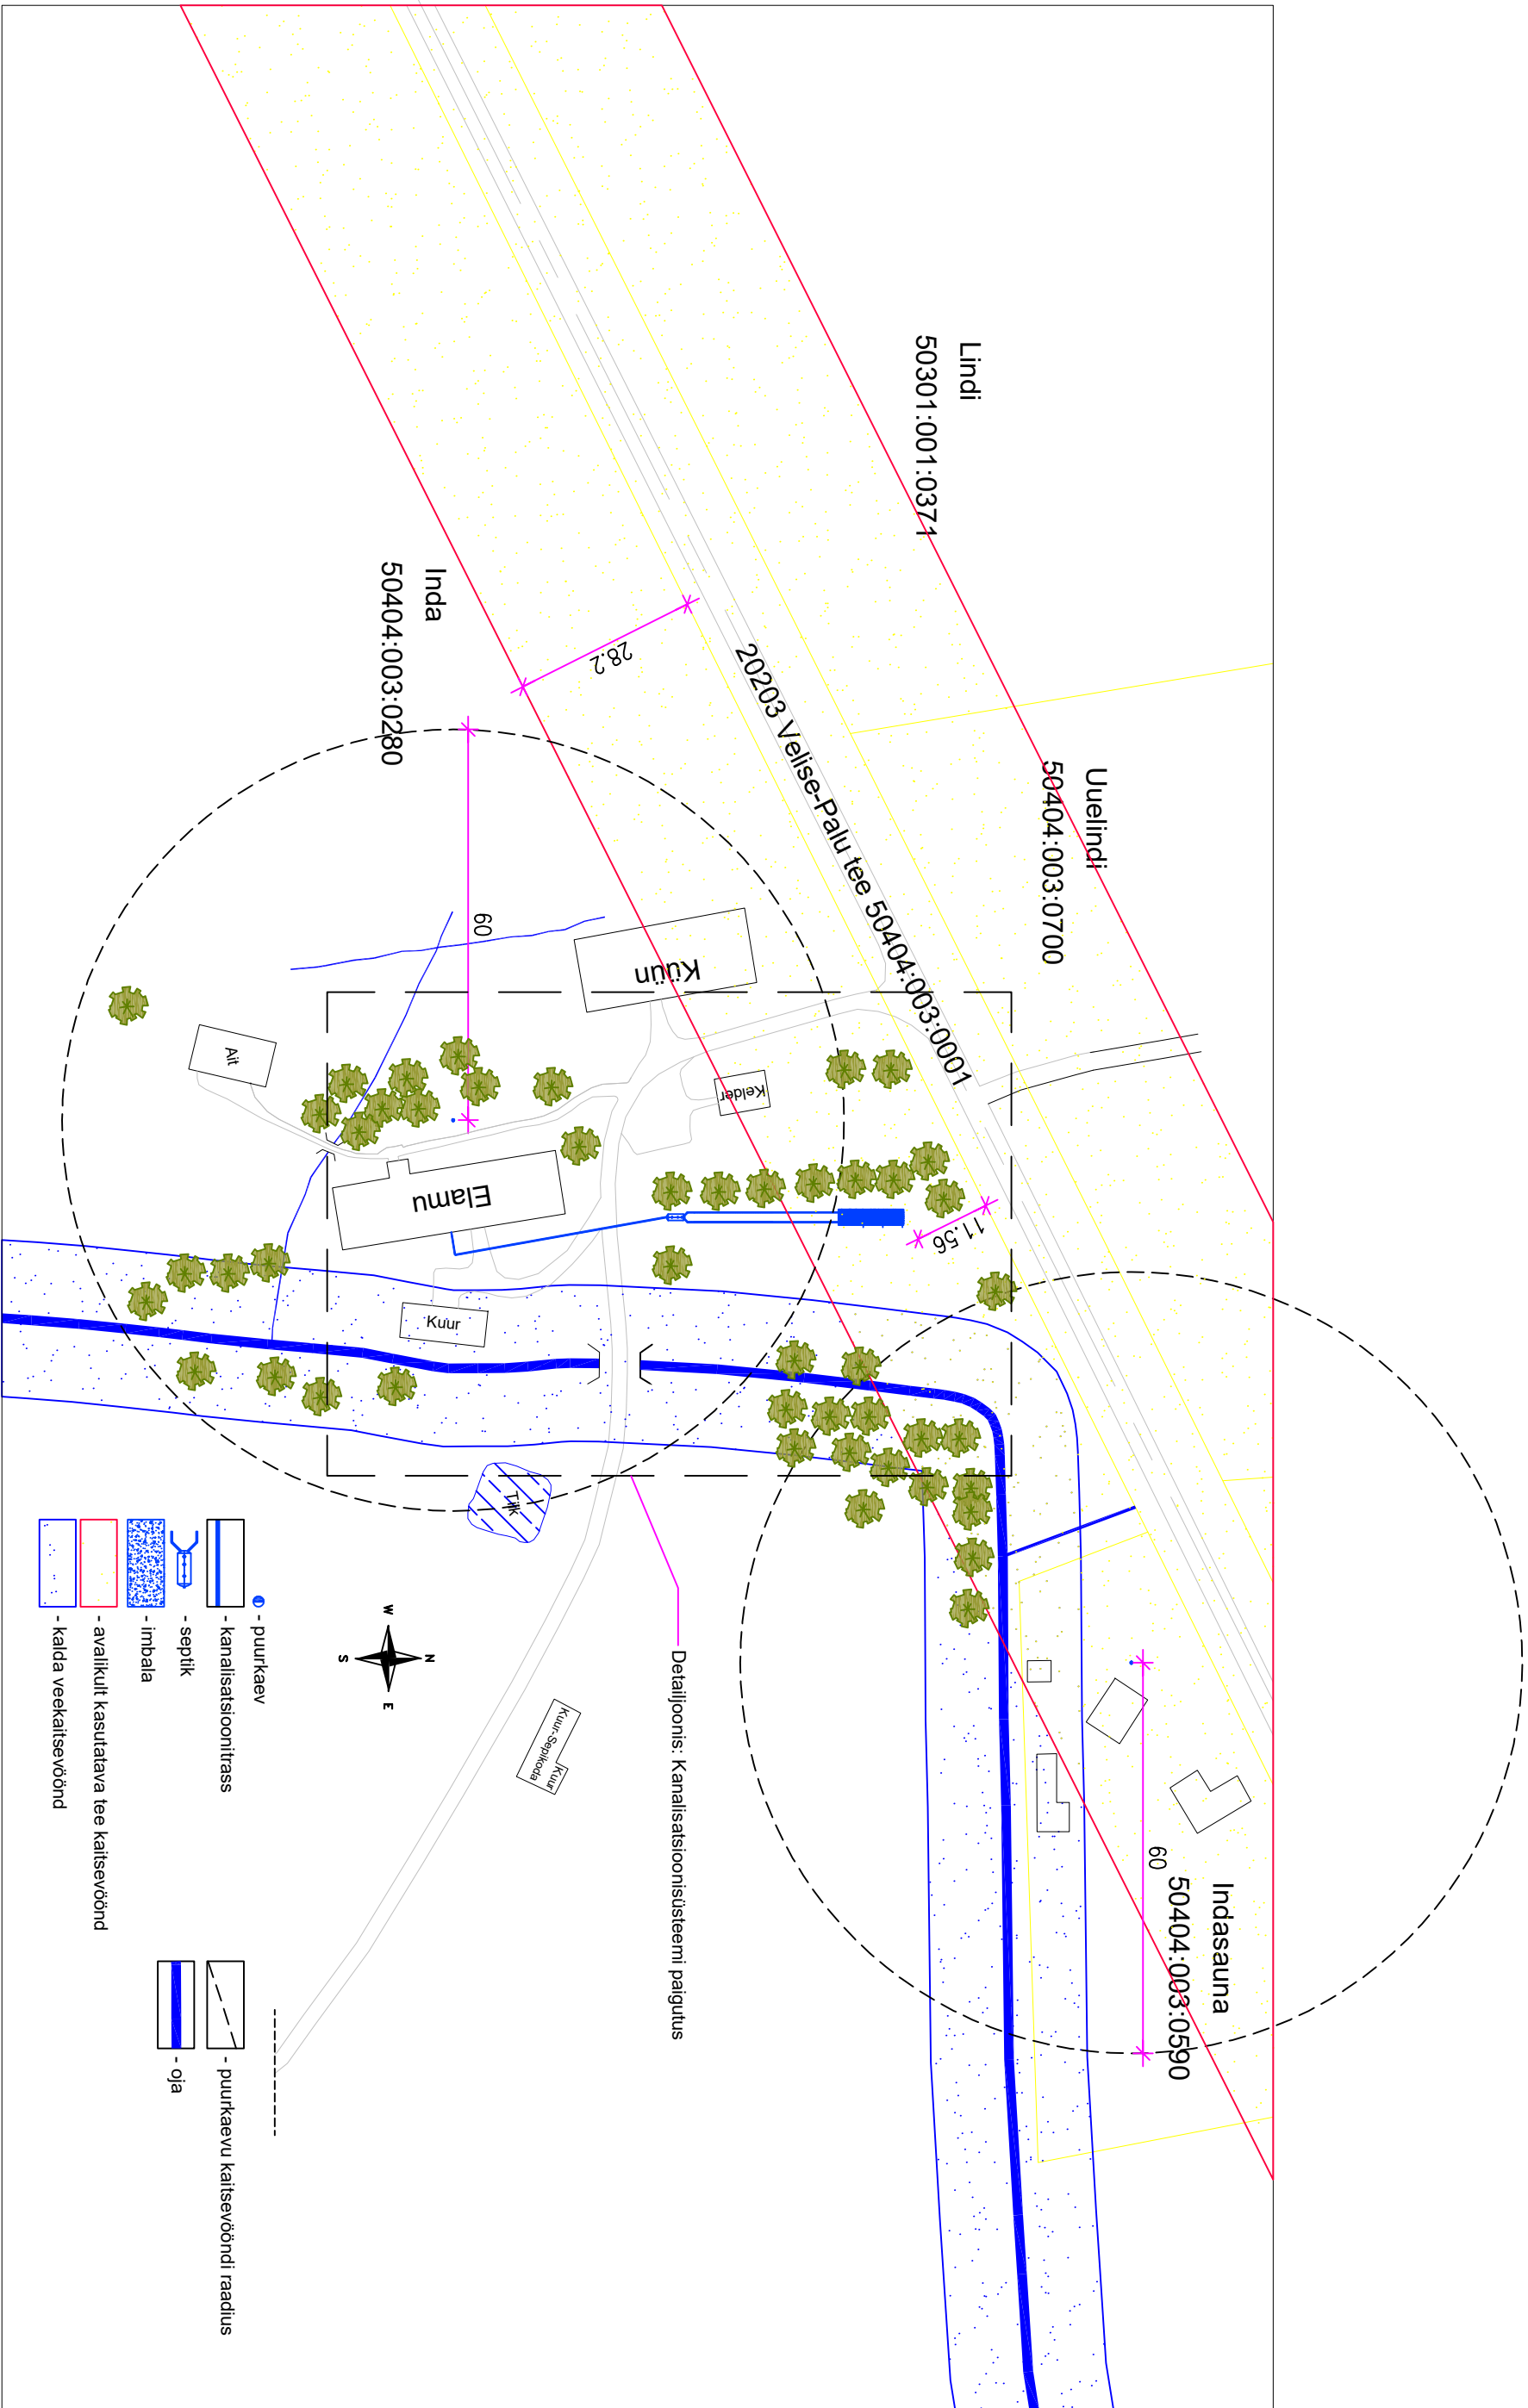 Lindi
50301:001:0371
Uuelindi
50404:003:0700
Inda
50404:003:0280
28.2
20203 Velise-Palu tee 50404:003:0001
60
Küün
Ait
Kelder
Elamu
11.56
Kuur
Tiik
Indasauna
50404:003:0590
60
Detailjoonis: Kanalisatsioonisüsteemi paigutus
Kuur-Sepikoda
Kuur
N
W
E
S
- puurkaev
- kanalisatsioonitrass
- septik
- imbala
- avalikult kasutatava tee kaitsevöönd
- kalda veekaitsevöönd
- puurkaevu kaitsevööndi raadius
- oja